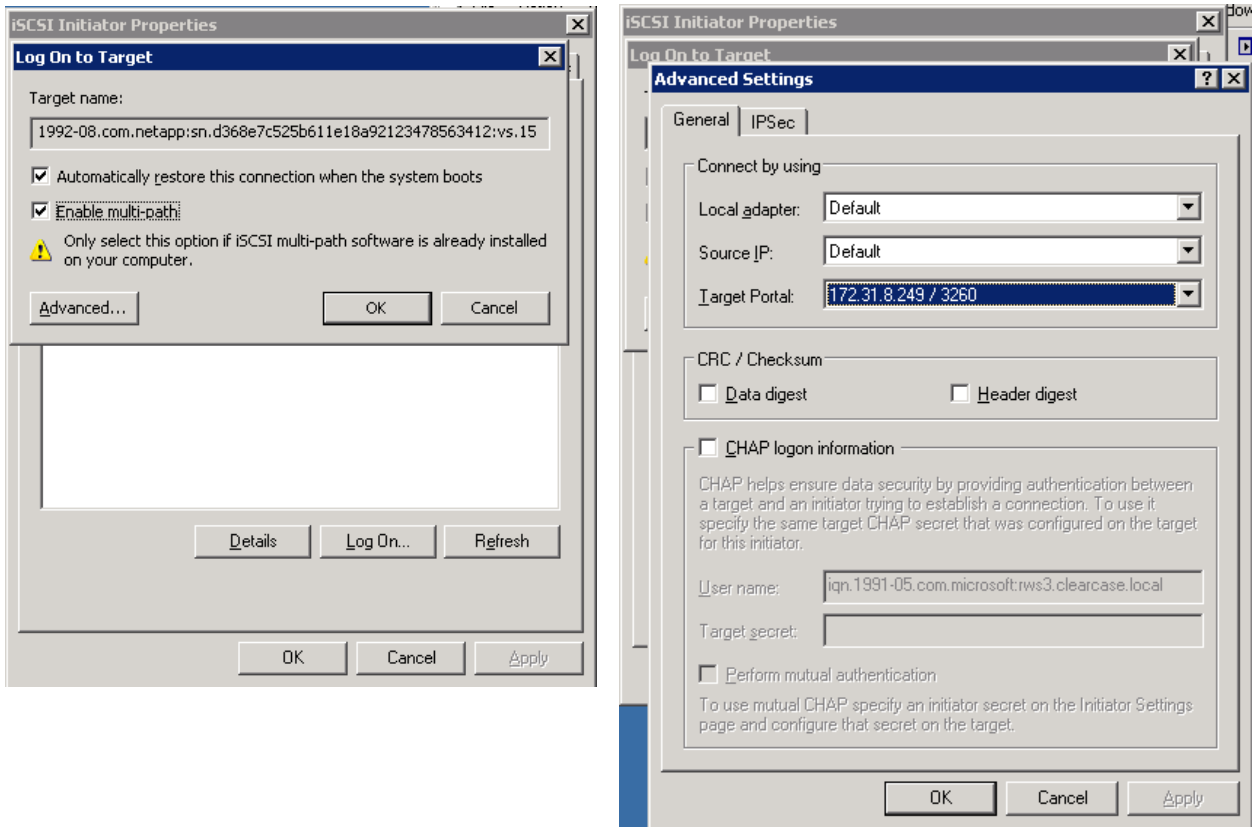 iSCSI Initiator Properties
Log On to Target
Target name:
1992-08.com.netapp:sn.d368e7c525b611e18a92123478563412:vs.15
Automatically restore this connection when the system boots
Enable multi-path
Only select this option if iSCSI multi-path software is already installed
on your computer.
Advanced...
OK
Cancel
Details
Log On...
Refresh
OK
Cancel
Apply
iSCSI Initiator Properties
Log On to Target
Advanced Settings
General
IPSec
Connect by using
Local adapter:
Default
Source IP:
Default
Target Portal:
172.31.8.249 / 3260
CRC / Checksum
Data digest
Header digest
CHAP logon information
CHAP helps ensure data security by providing authentication between
a target and an initiator trying to establish a connection. To use it
specify the same target CHAP secret that was configured on the target
for this initiator.
User name:
iqn.1991-05.com.microsoft:rws3.clearcase.local
Target secret:
Perform mutual authentication
To use mutual CHAP specify an initiator secret on the Initiator Settings
page and configure that secret on the target.
OK
Cancel
Apply